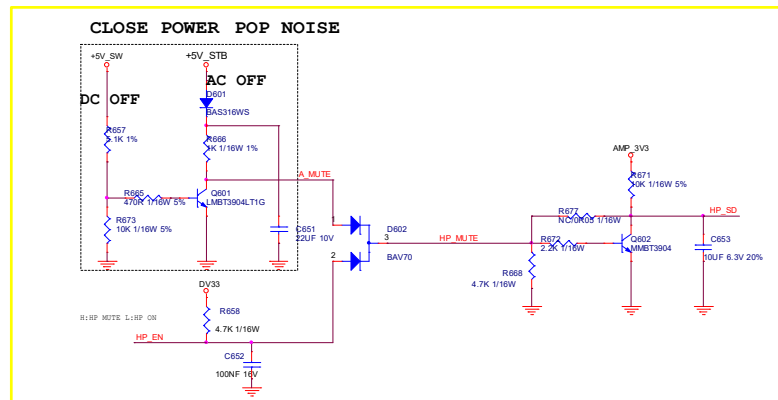 CLOSE POWER POP NOISE
+5V_SW
+5V_STB
AC OFF
D601
DC OFF
BAS316WS
R657
5.1K 1%
R666
1K 1/16W 1%
A_MUTE
R665
470R 1/16W 5%
Q601
LMBT3904LT1G
R673
10K 1/16W 5%
C651
22UF 10V
1
D602
3
2
BAV70
HP_MUTE
AMP_3V3
R671
10K 1/16W 5%
R677
NC/0R05 1/16W
HP_SD
R672
2.2K 1/16W
Q602
MMBT3904
C653
10UF 6.3V 20%
R668
4.7K 1/16W
DV33
R658
4.7K 1/16W
H:HP MUTE L:HP ON
HP_EN
C652
100NF 16V